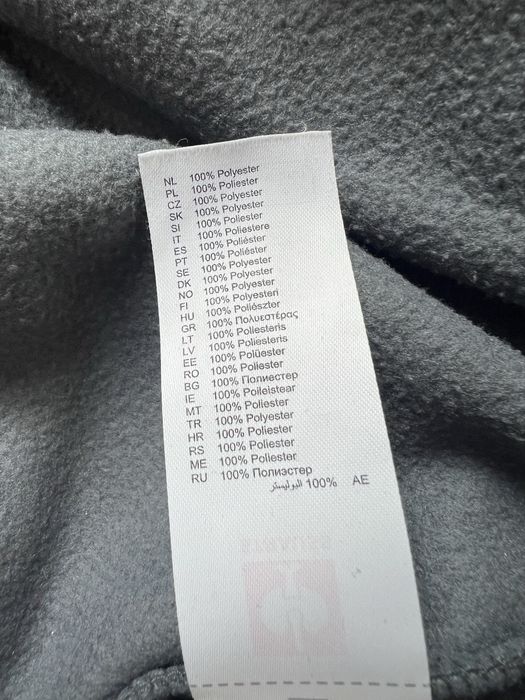 NL 100% Polyester
PL 100% Poliester
CZ 100% Polyester
SK 100% Polyester
SI 100% Poliester
IT 100% Poliestere
ES 100% Poliéster
PT 100% Poliéster
SE 100% Polyester
DK 100% Polyester
NO 100% Polyester
FI 100% Polyesteri
HU 100% Poliészter
GR 100% Πολυεστέρας
LT 100% Poliesteris
LV 100% Poliesteris
EE 100% Polüester
RO 100% Poliester
BG 100% Полиестер
IE 100% Poileistear
MT 100% Poliester
TR 100% Polyester
HR 100% Poliester
RS 100% Poliester
ME 100% Poliester
RU 100% Полиэстер
البوليستر 100% AE